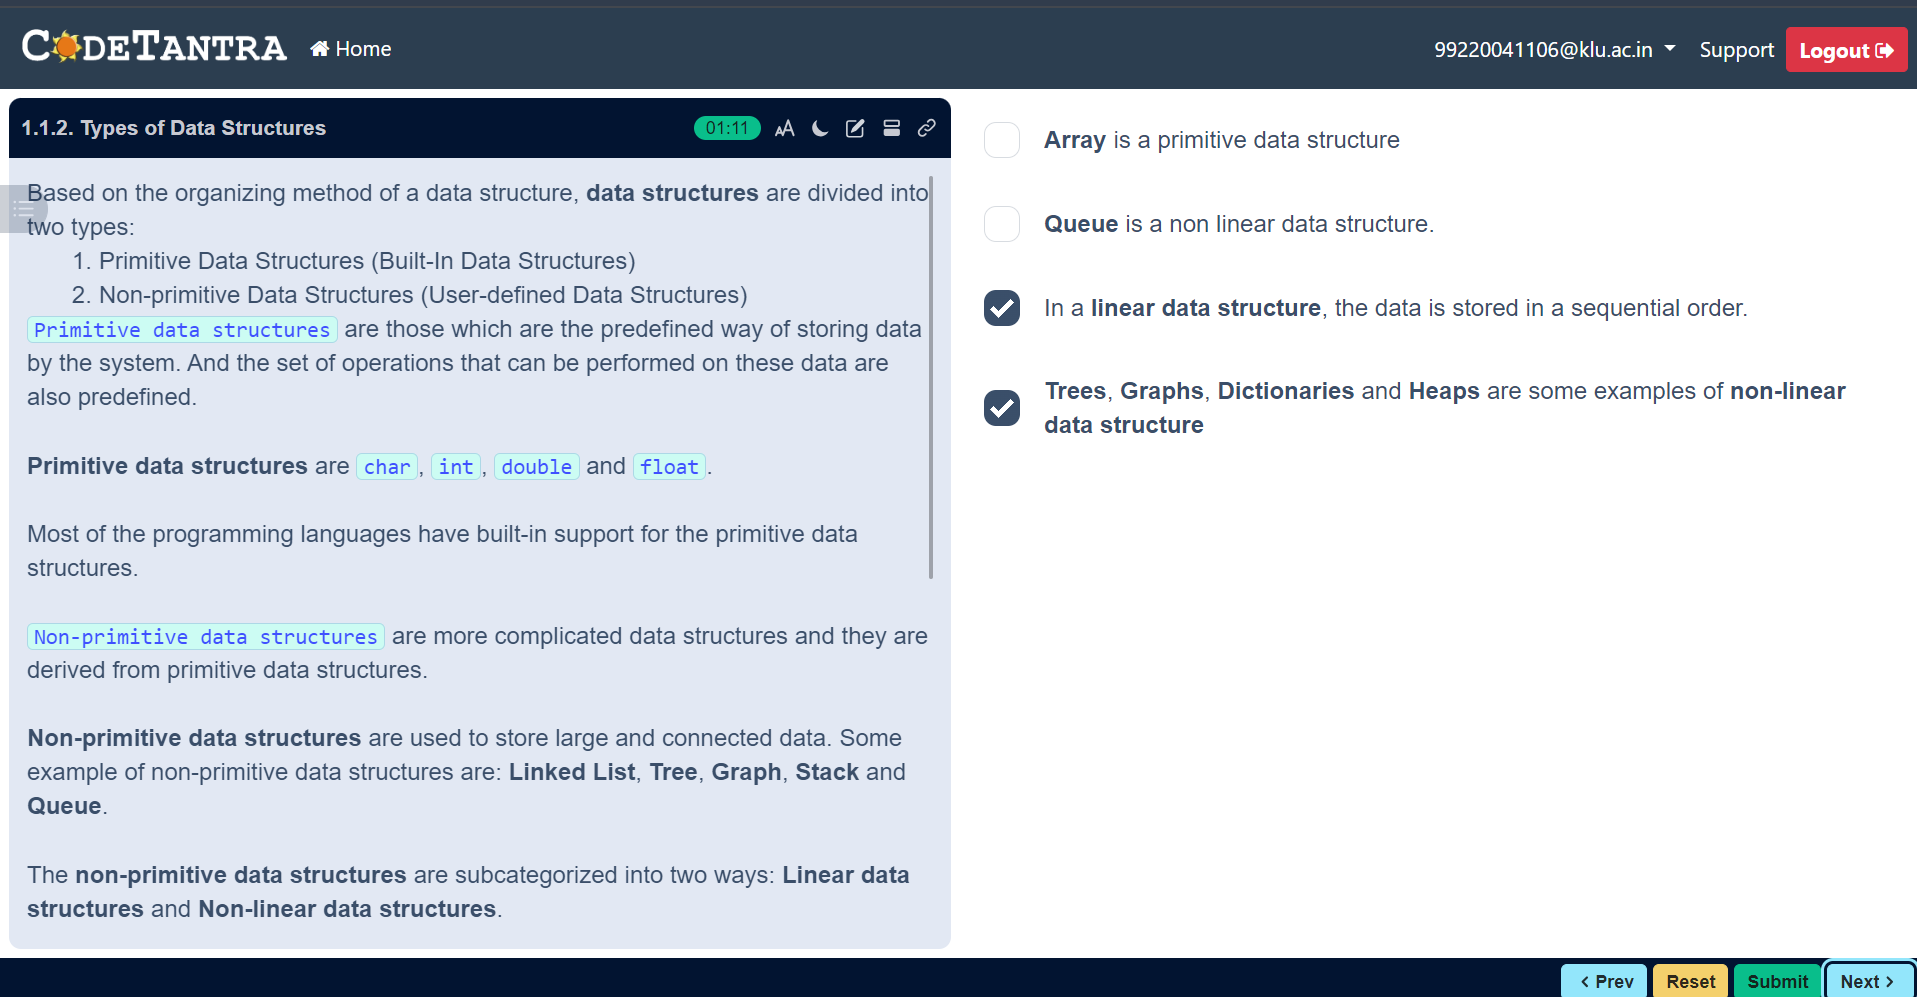 CODETANTRA Home 99220041106@klu.ac.in Support Logout
1.1.2. Types of Data Structures 01:11
Based on the organizing method of a data structure, data structures are divided into
two types:
1. Primitive Data Structures (Built-In Data Structures)
2. Non-primitive Data Structures (User-defined Data Structures)
Primitive data structures are those which are the predefined way of storing data
by the system. And the set of operations that can be performed on these data are
also predefined.
Primitive data structures are char, int, double and float.
Most of the programming languages have built-in support for the primitive data
structures.
Non-primitive data structures are more complicated data structures and they are
derived from primitive data structures.
Non-primitive data structures are used to store large and connected data. Some
example of non-primitive data structures are: Linked List, Tree, Graph, Stack and
Queue.
The non-primitive data structures are subcategorized into two ways: Linear data
structures and Non-linear data structures.
Array is a primitive data structure
Queue is a non linear data structure.
In a linear data structure, the data is stored in a sequential order.
Trees, Graphs, Dictionaries and Heaps are some examples of non-linear
data structure
< Prev Reset Submit Next >